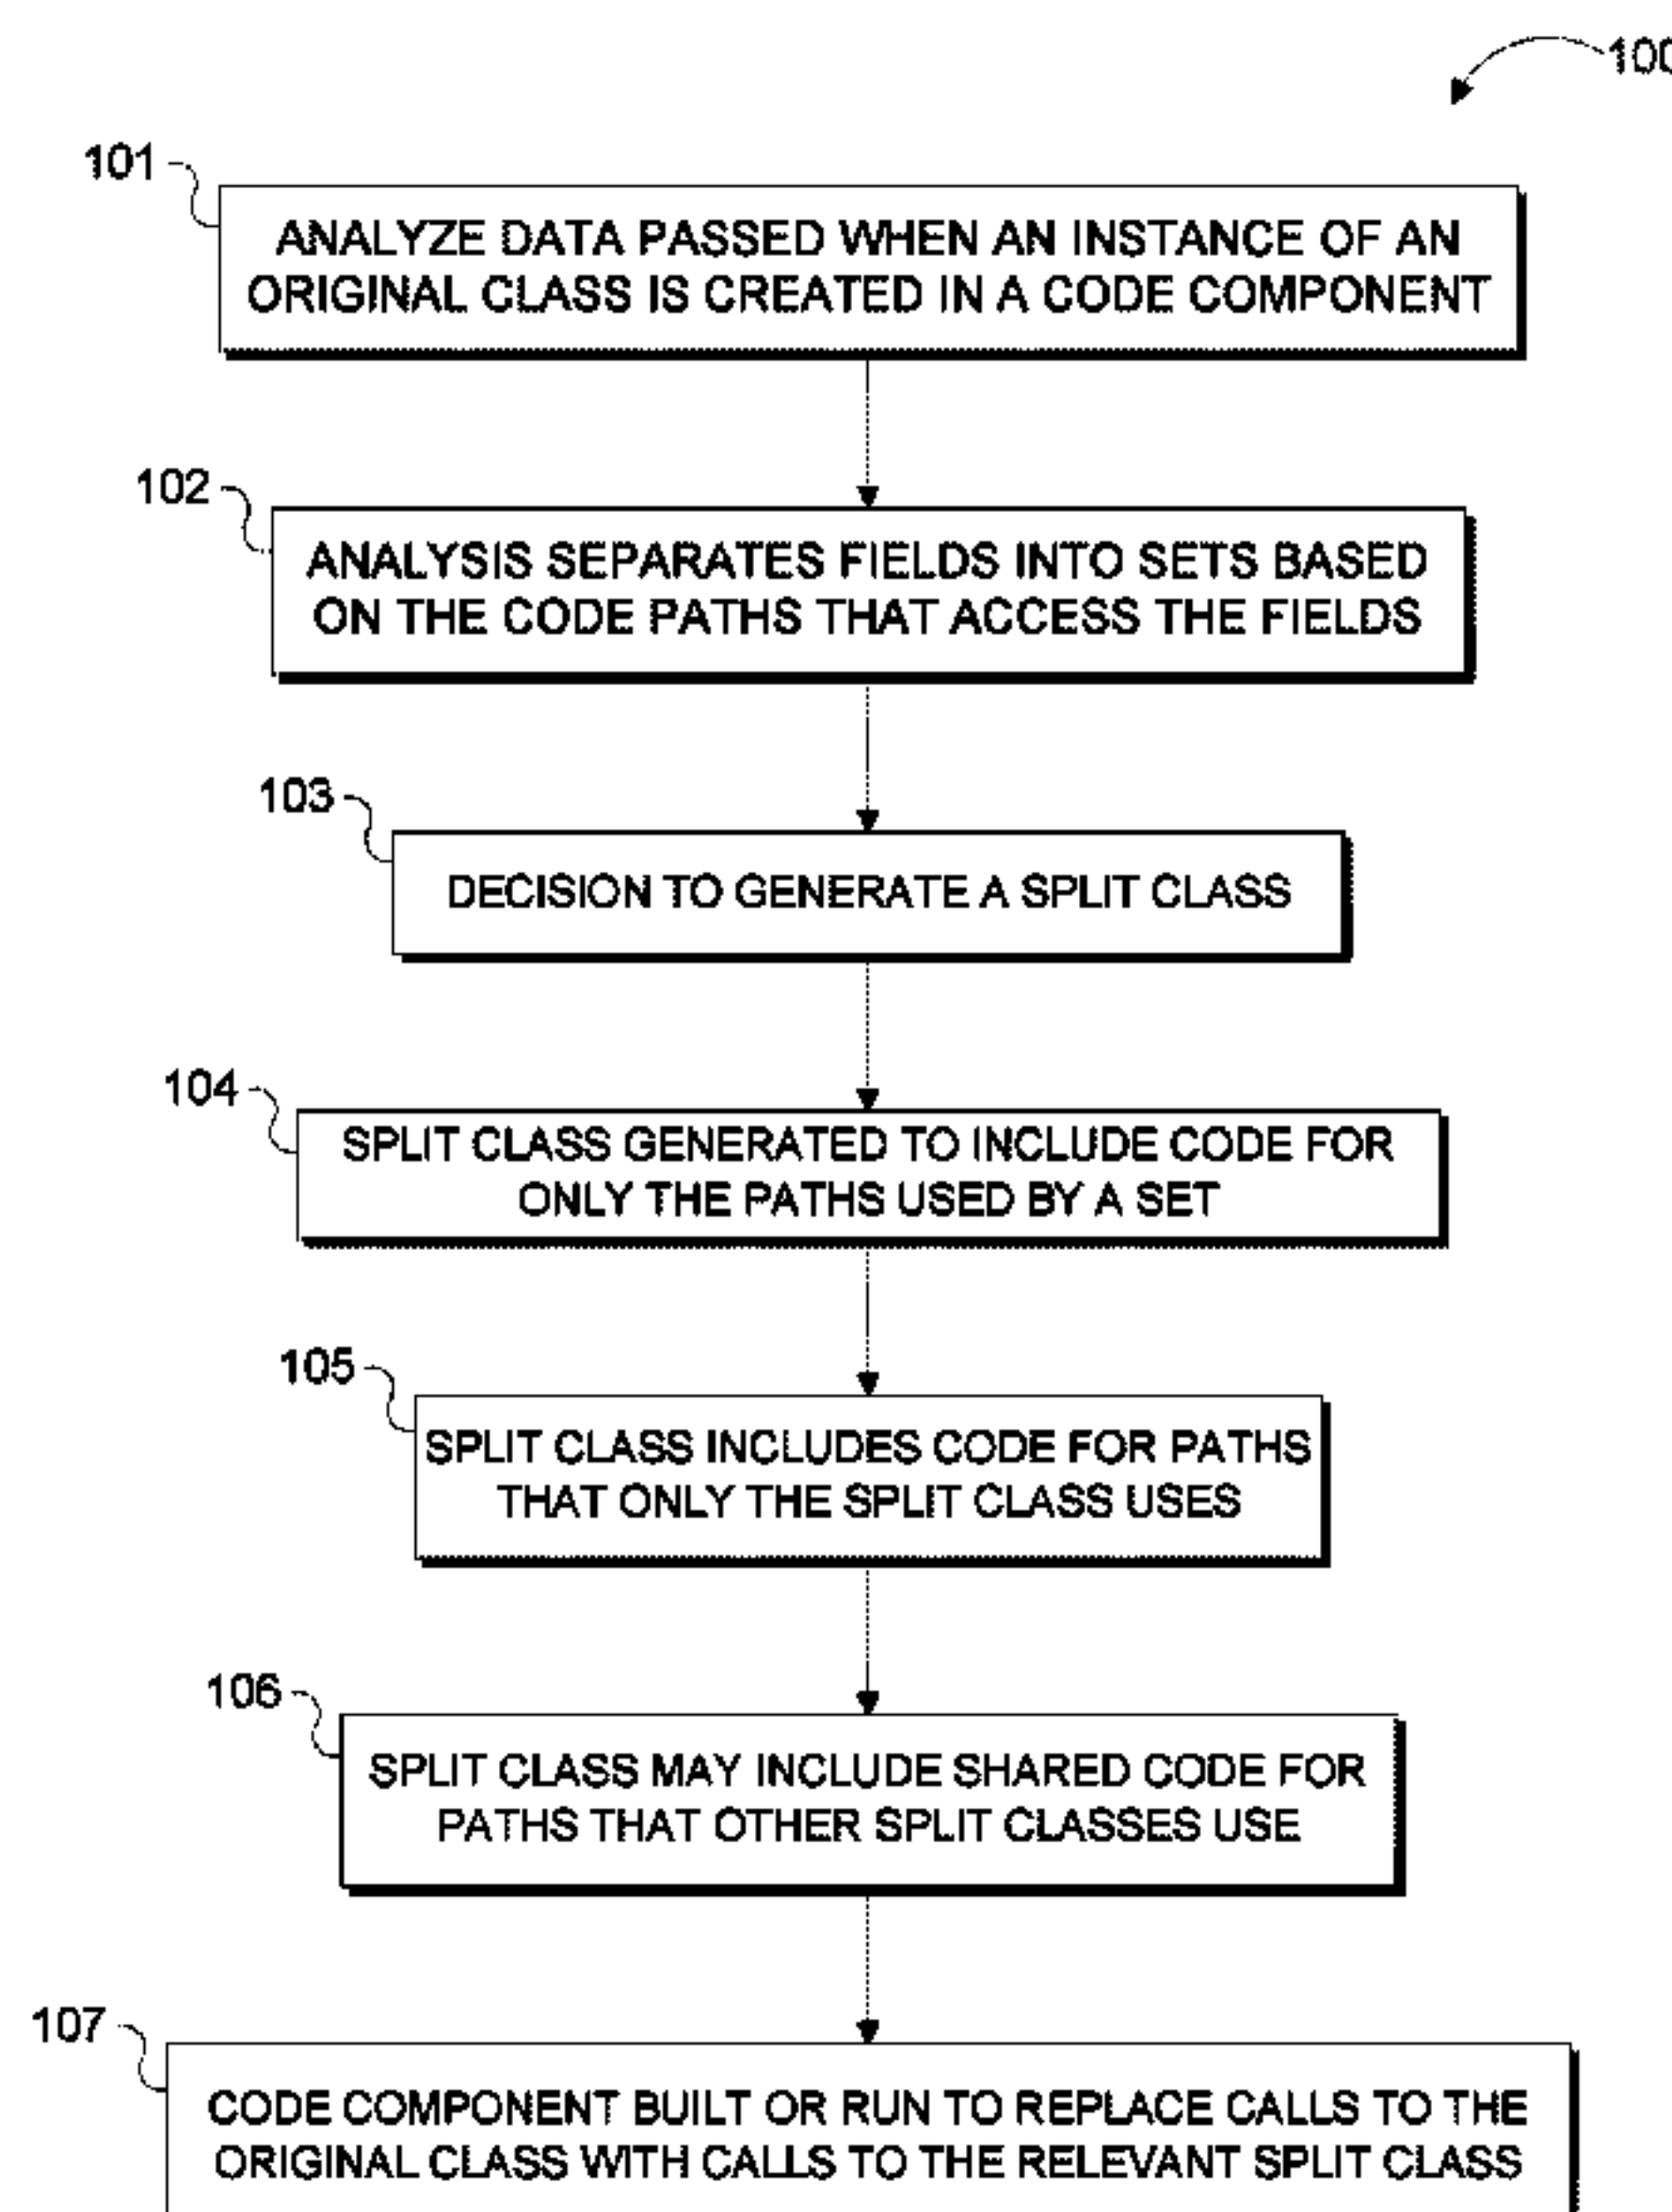 100
101
ANALYZE DATA PASSED WHEN AN INSTANCE OF AN
ORIGINAL CLASS IS CREATED IN A CODE COMPONENT
102
ANALYSIS SEPARATES FIELDS INTO SETS BASED
ON THE CODE PATHS THAT ACCESS THE FIELDS
103
DECISION TO GENERATE A SPLIT CLASS
104
SPLIT CLASS GENERATED TO INCLUDE CODE FOR
ONLY THE PATHS USED BY A SET
105
SPLIT CLASS INCLUDES CODE FOR PATHS
THAT ONLY THE SPLIT CLASS USES
106
SPLIT CLASS MAY INCLUDE SHARED CODE FOR
PATHS THAT OTHER SPLIT CLASSES USE
107
CODE COMPONENT BUILT OR RUN TO REPLACE CALLS TO THE
ORIGINAL CLASS WITH CALLS TO THE RELEVANT SPLIT CLASS